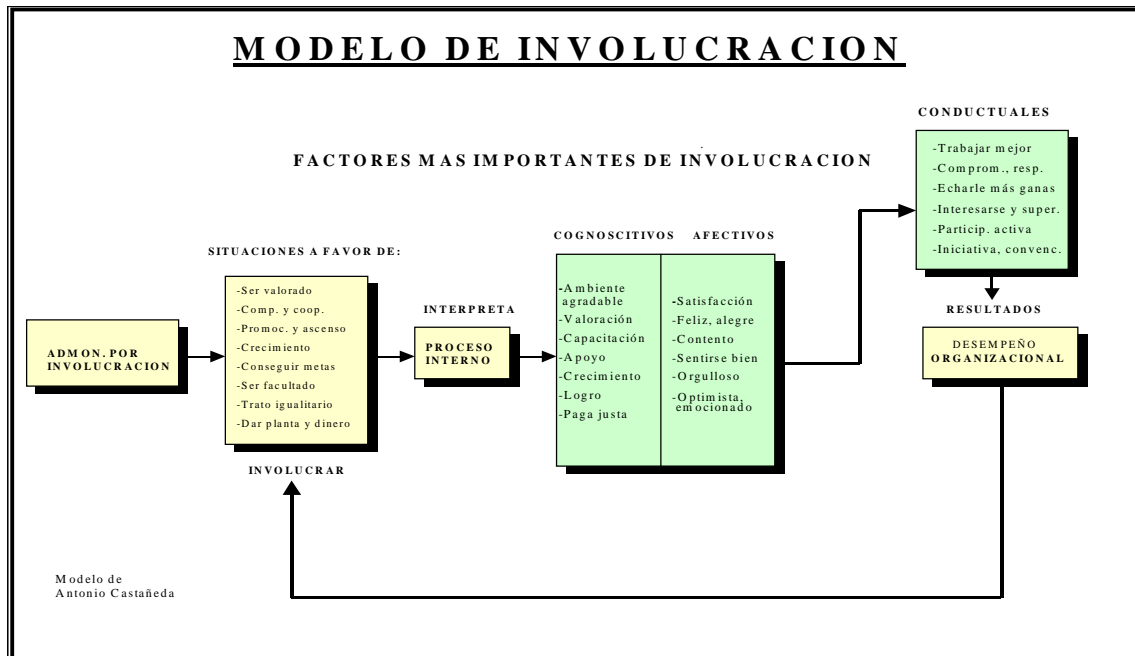 MODELO DE INVOLUCRACION
FACTORES MAS IMPORTANTES DE INVOLUCRACION
ADMON. POR
INVOLUCRACION
SITUACIONES A FAVOR DE:
-Ser valorado
-Comp. y coop.
-Promoc. y ascenso
-Crecimiento
-Conseguir metas
-Ser facultado
-Trato igualitario
-Dar planta y dinero
INVOLUCRAR
INTERPRETA
PROCESO
INTERNO
COGNOSCITIVOS
-Ambiente
agradable
-Valoración
-Capacitación
-Apoyo
-Crecimiento
-Logro
-Paga justa
AFECTIVOS
-Satisfacción
-Feliz, alegre
-Contento
-Sentirse bien
-Orgulloso
-Optimista,
emocionado
CONDUCTUALES
-Trabajar mejor
-Comprom., resp.
-Echarle más ganas
-Interesarse y super.
-Particip. activa
-Iniciativa, convenc.
RESULTADOS
DESEMPEÑO
ORGANIZACIONAL
Modelo de
Antonio Castañeda